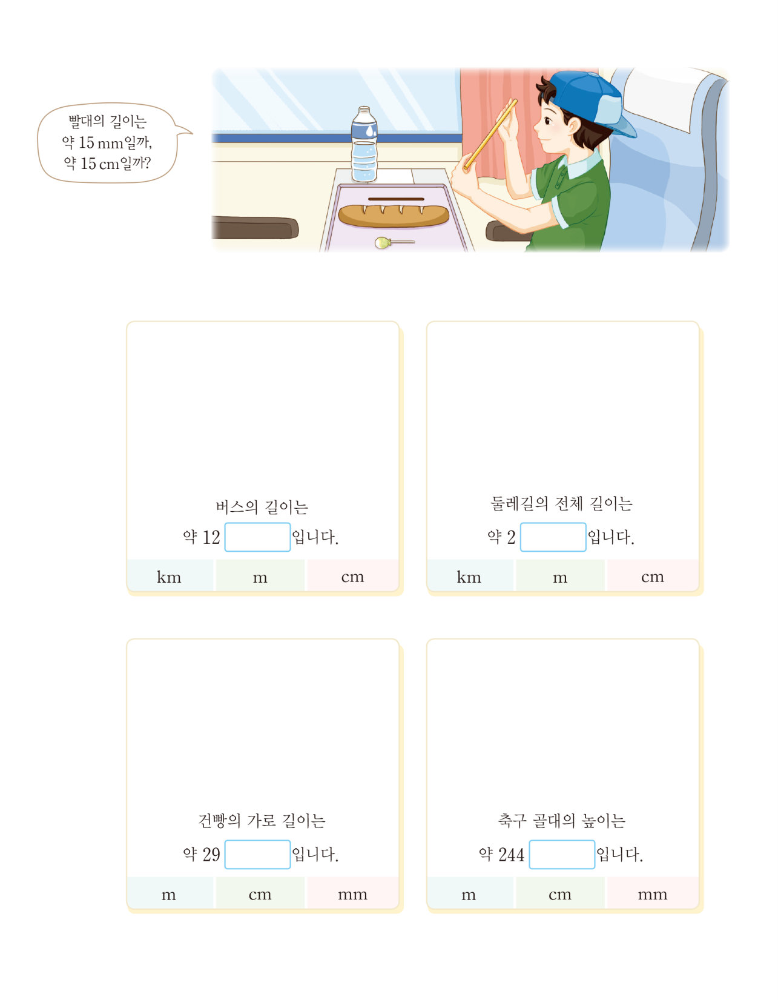 빨대의 길이는
약 15 mm일까,
약 15 cm일까?
버스의 길이는
약 12 입니다.
km m cm
둘레길의 전체 길이는
약 2 입니다.
km m cm
건빵의 가로 길이는
약 29 입니다.
m cm mm
축구 골대의 높이는
약 244 입니다.
m cm mm